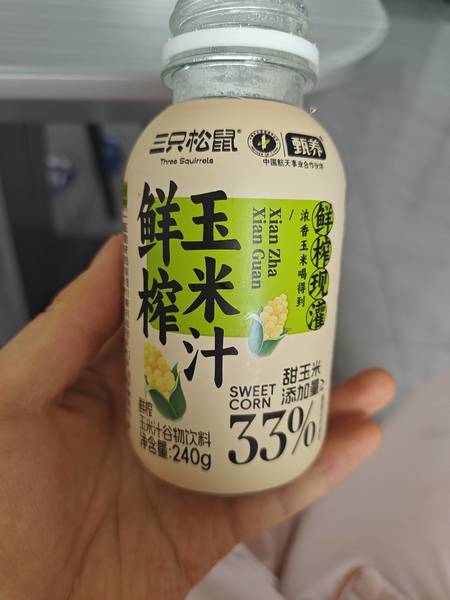 三只松鼠®
Three Squirrels
甄养
中国航天事业合作伙伴
鲜榨
玉米汁
Xian Zha
Xian Guan
/
浓香玉米喝得到
鲜榨现灌
SWEET
CORN
甜玉米
添加量≥
33%
鲜榨
玉米汁谷物饮料
净含量:240g